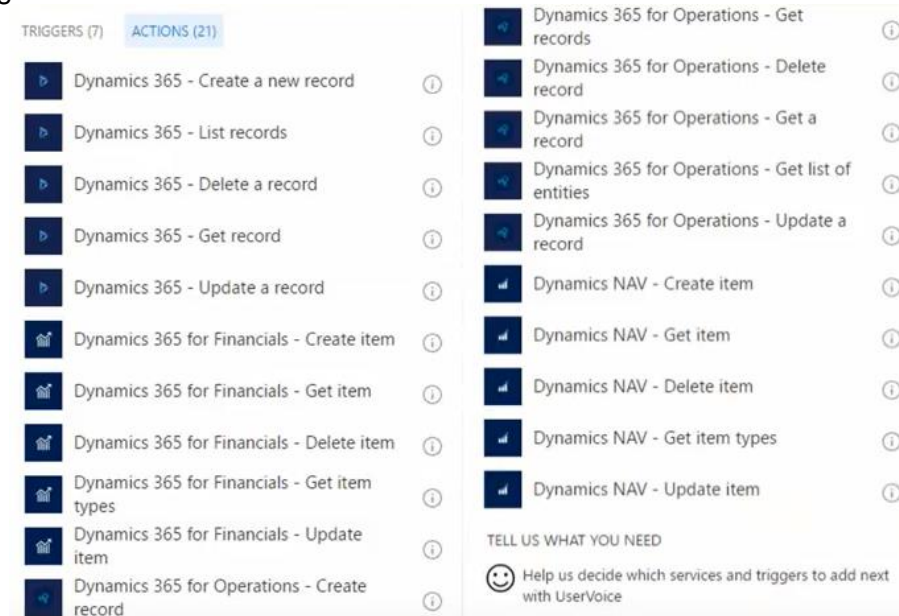 TRIGGERS (7) ACTIONS (21)
Dynamics 365 - Create a new record
Dynamics 365 - List records
Dynamics 365 - Delete a record
Dynamics 365 - Get record
Dynamics 365 - Update a record
Dynamics 365 for Financials - Create item
Dynamics 365 for Financials - Get item
Dynamics 365 for Financials - Delete item
Dynamics 365 for Financials - Get item
types
Dynamics 365 for Financials - Update
item
Dynamics 365 for Operations - Create
record
Dynamics 365 for Operations - Get
records
Dynamics 365 for Operations - Delete
record
Dynamics 365 for Operations - Get a
record
Dynamics 365 for Operations - Get list of
entities
Dynamics 365 for Operations - Update a
record
Dynamics NAV - Create item
Dynamics NAV - Get item
Dynamics NAV - Delete item
Dynamics NAV - Get item types
Dynamics NAV - Update item
TELL US WHAT YOU NEED
Help us decide which services and triggers to add next
with UserVoice